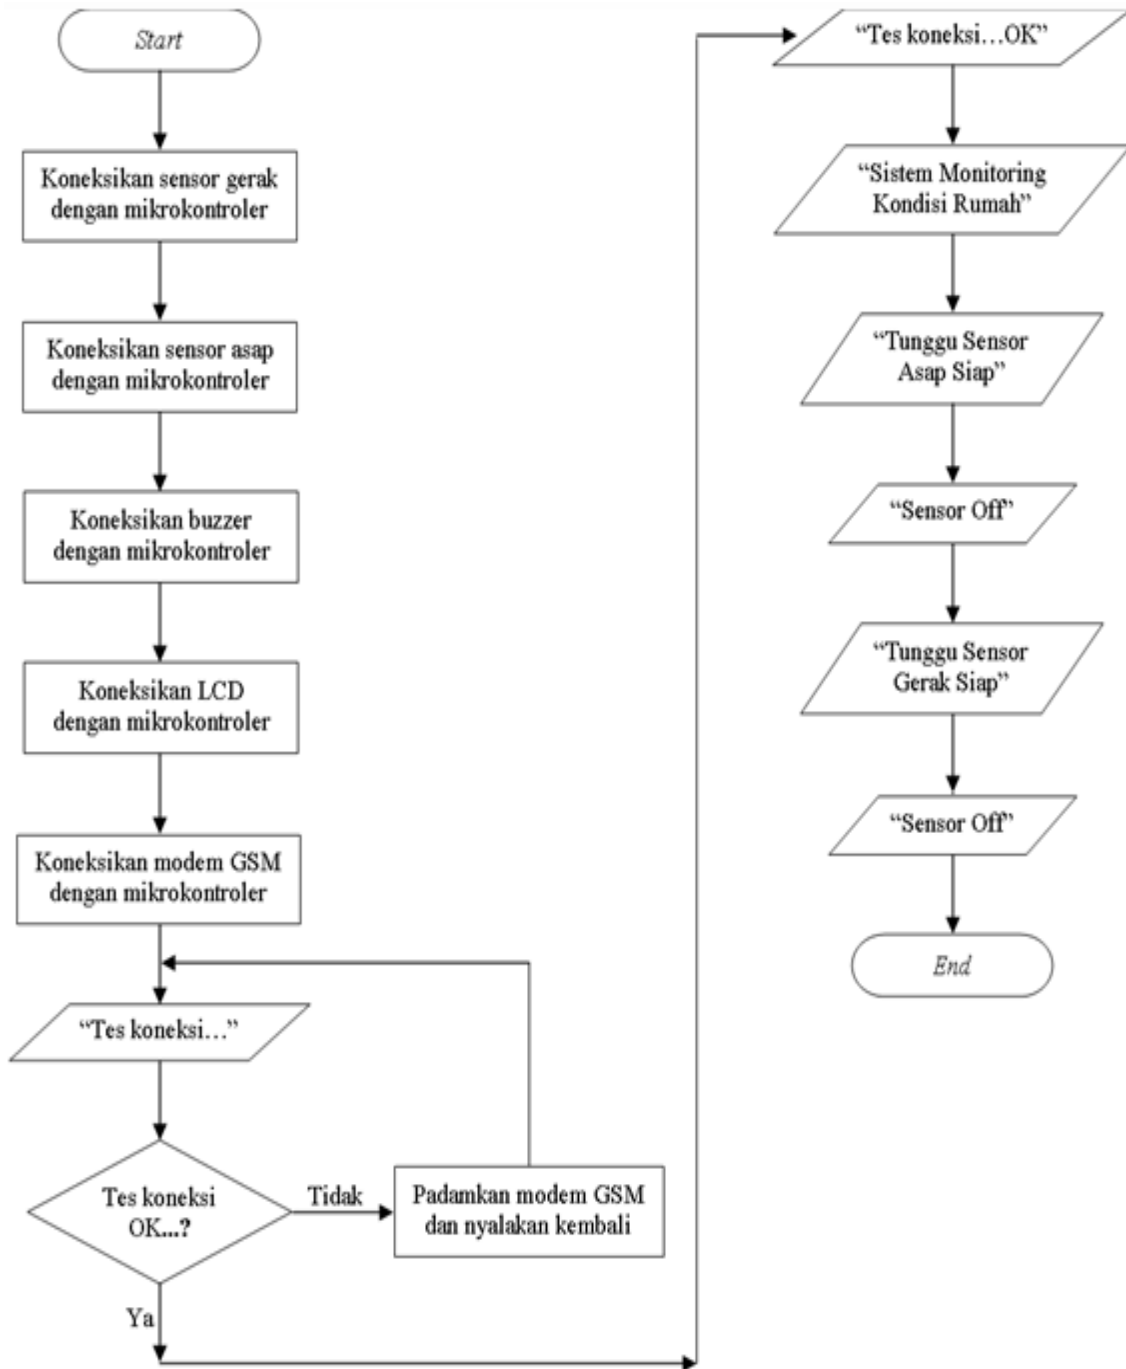 Start
Koneksikan sensor gerak
dengan mikrokontroler
Koneksikan sensor asap
dengan mikrokontroler
Koneksikan buzzer
dengan mikrokontroler
Koneksikan LCD
dengan mikrokontroler
Koneksikan modem GSM
dengan mikrokontroler
“Tes koneksi…”
Tes koneksi
OK...?
Tidak
Padamkan modem GSM
dan nyalakan kembali
Ya
“Tes koneksi…OK”
“Sistem Monitoring
Kondisi Rumah”
“Tunggu Sensor
Asap Siap”
“Sensor Off”
“Tunggu Sensor
Gerak Siap”
“Sensor Off”
End